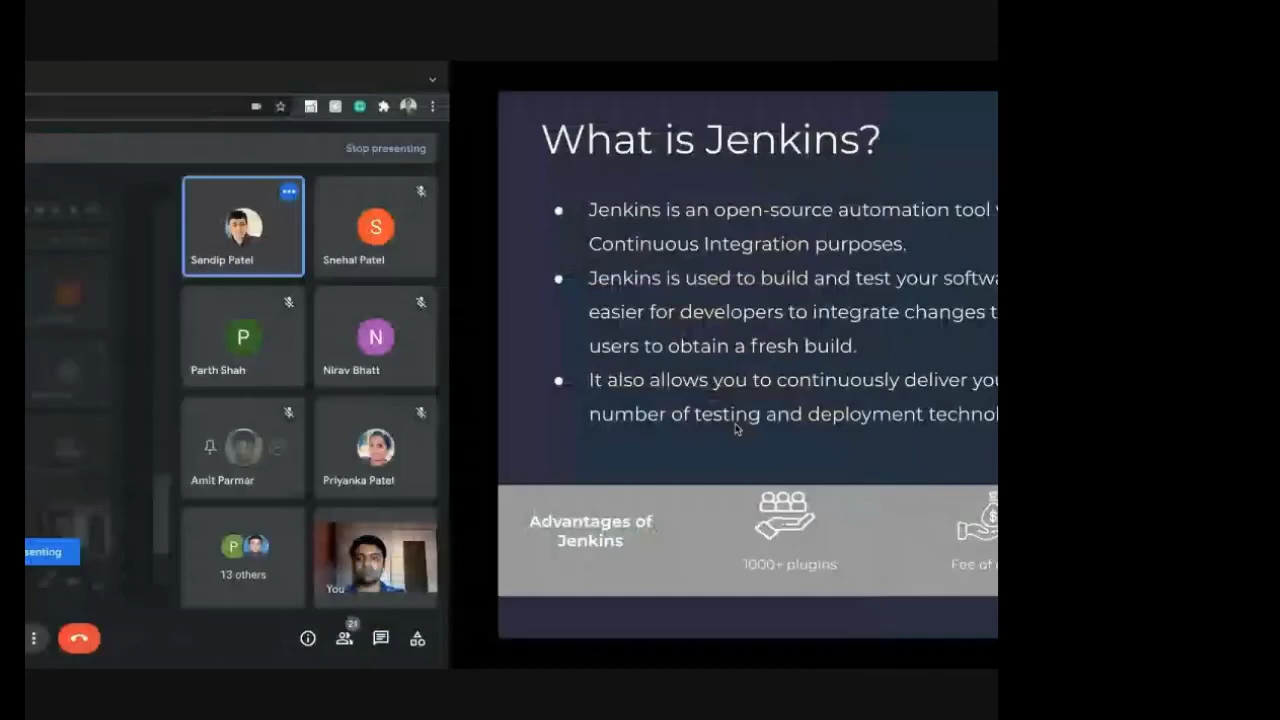 Stop presenting
Sandip Patel
S
Snehal Patel
P
Parth Shah
N
Nirav Bhatt
Amit Parmar
Priyanka Patel
P
13 others
You
21
What is Jenkins?
Jenkins is an open-source automation tool
Continuous Integration purposes.
Jenkins is used to build and test your softwa
easier for developers to integrate changes t
users to obtain a fresh build.
It also allows you to continuously deliver you
number of testing and deployment technol
Advantages of
Jenkins
1000+ plugins
Fee of